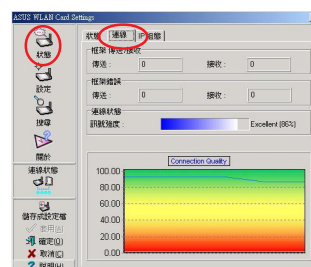 ASUS WLAN Card Settings
狀態
設定
搜尋
關於
連線狀態
儲存成設定檔
套用(A)
確定(O)
取消(C)
說明(H)
狀態 連線 IP 組態
框架 傳送/接收
傳送: 0 接收: 0
框架錯誤
傳送: 0 接收: 0
連線狀態
訊號強度: Excellent (86%)
Connection Quality
100.00
80.00
60.00
40.00
20.00
0.00